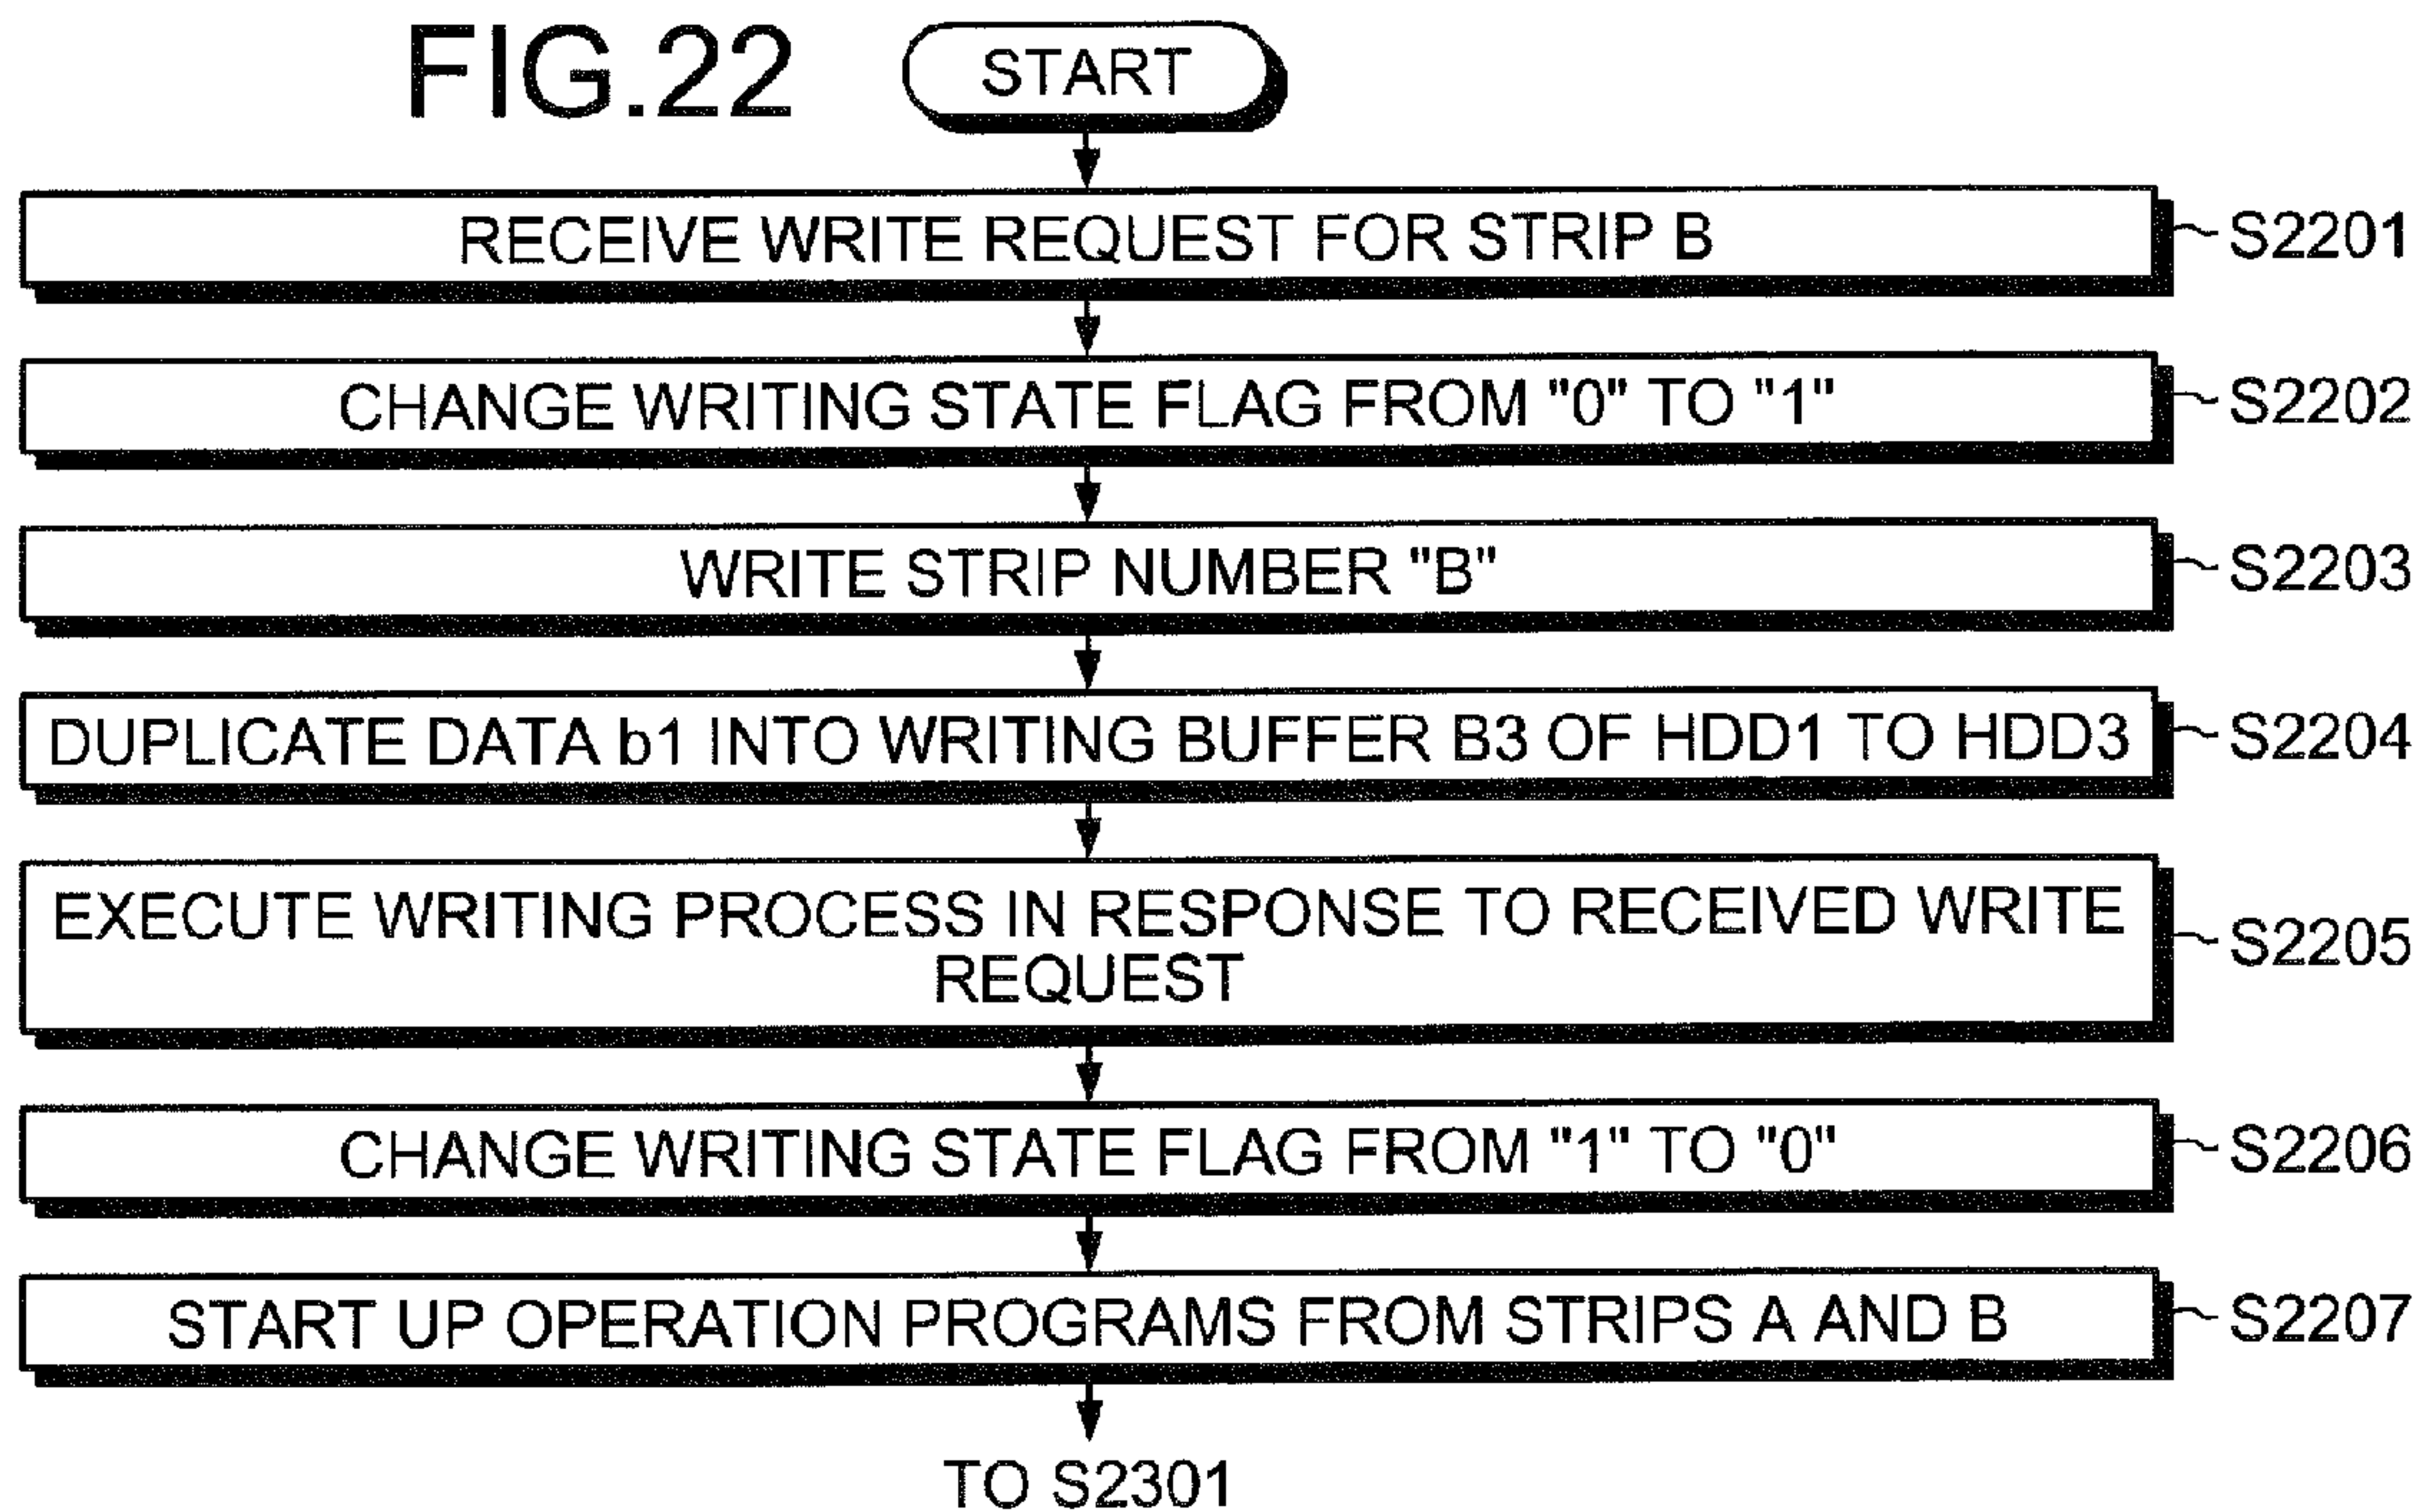 FIG.22
START
RECEIVE WRITE REQUEST FOR STRIP B
S2201
CHANGE WRITING STATE FLAG FROM "0" TO "1"
S2202
WRITE STRIP NUMBER "B"
S2203
DUPLICATE DATA b1 INTO WRITING BUFFER B3 OF HDD1 TO HDD3
S2204
EXECUTE WRITING PROCESS IN RESPONSE TO RECEIVED WRITE
REQUEST
S2205
CHANGE WRITING STATE FLAG FROM "1" TO "0"
S2206
START UP OPERATION PROGRAMS FROM STRIPS A AND B
S2207
TO S2301